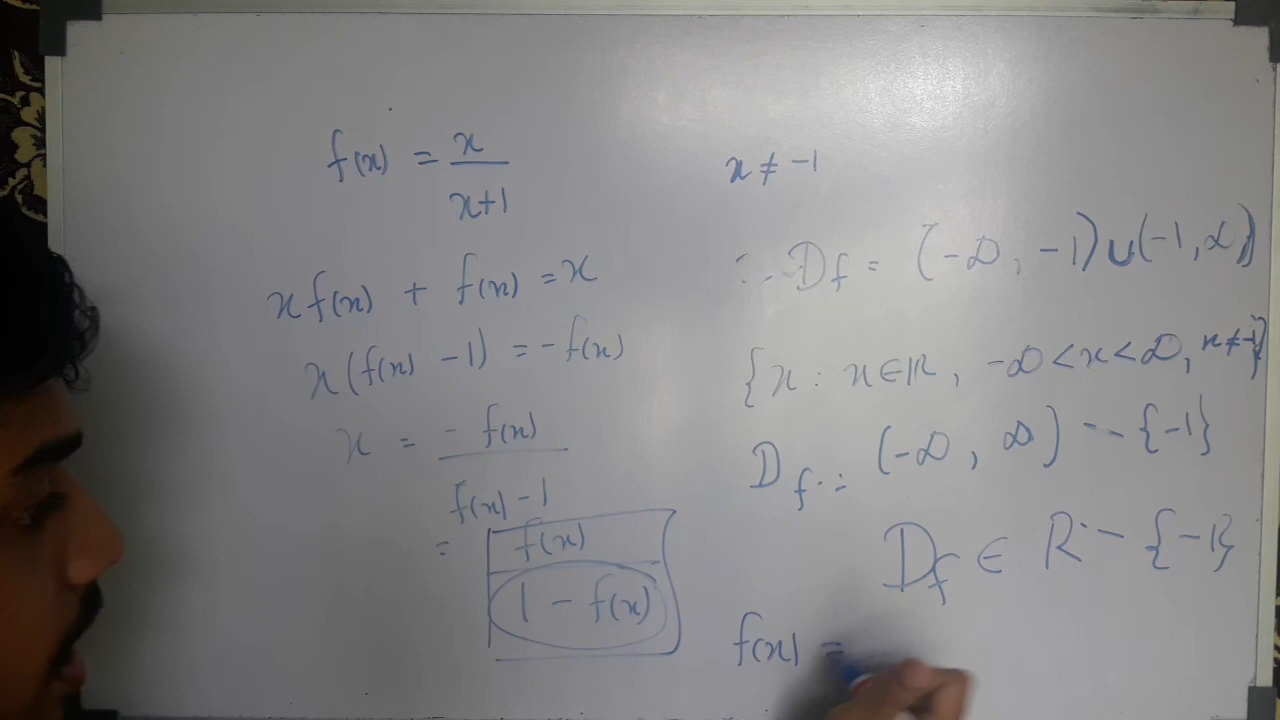 f(x) = x
x+1
x f(x) + f(x) = x
x(f(x) -1) = -f(x)
x = - f(x)
f(x) -1
= f(x)
1 - f(x)
x ≠ -1
∴ Df = (-∞, -1) ∪ (-1, ∞)
{x : x∈R, -∞<x<∞, x≠-1}
Df = (-∞, ∞) - {-1}
Df ∈ R - {-1}
f(x) =